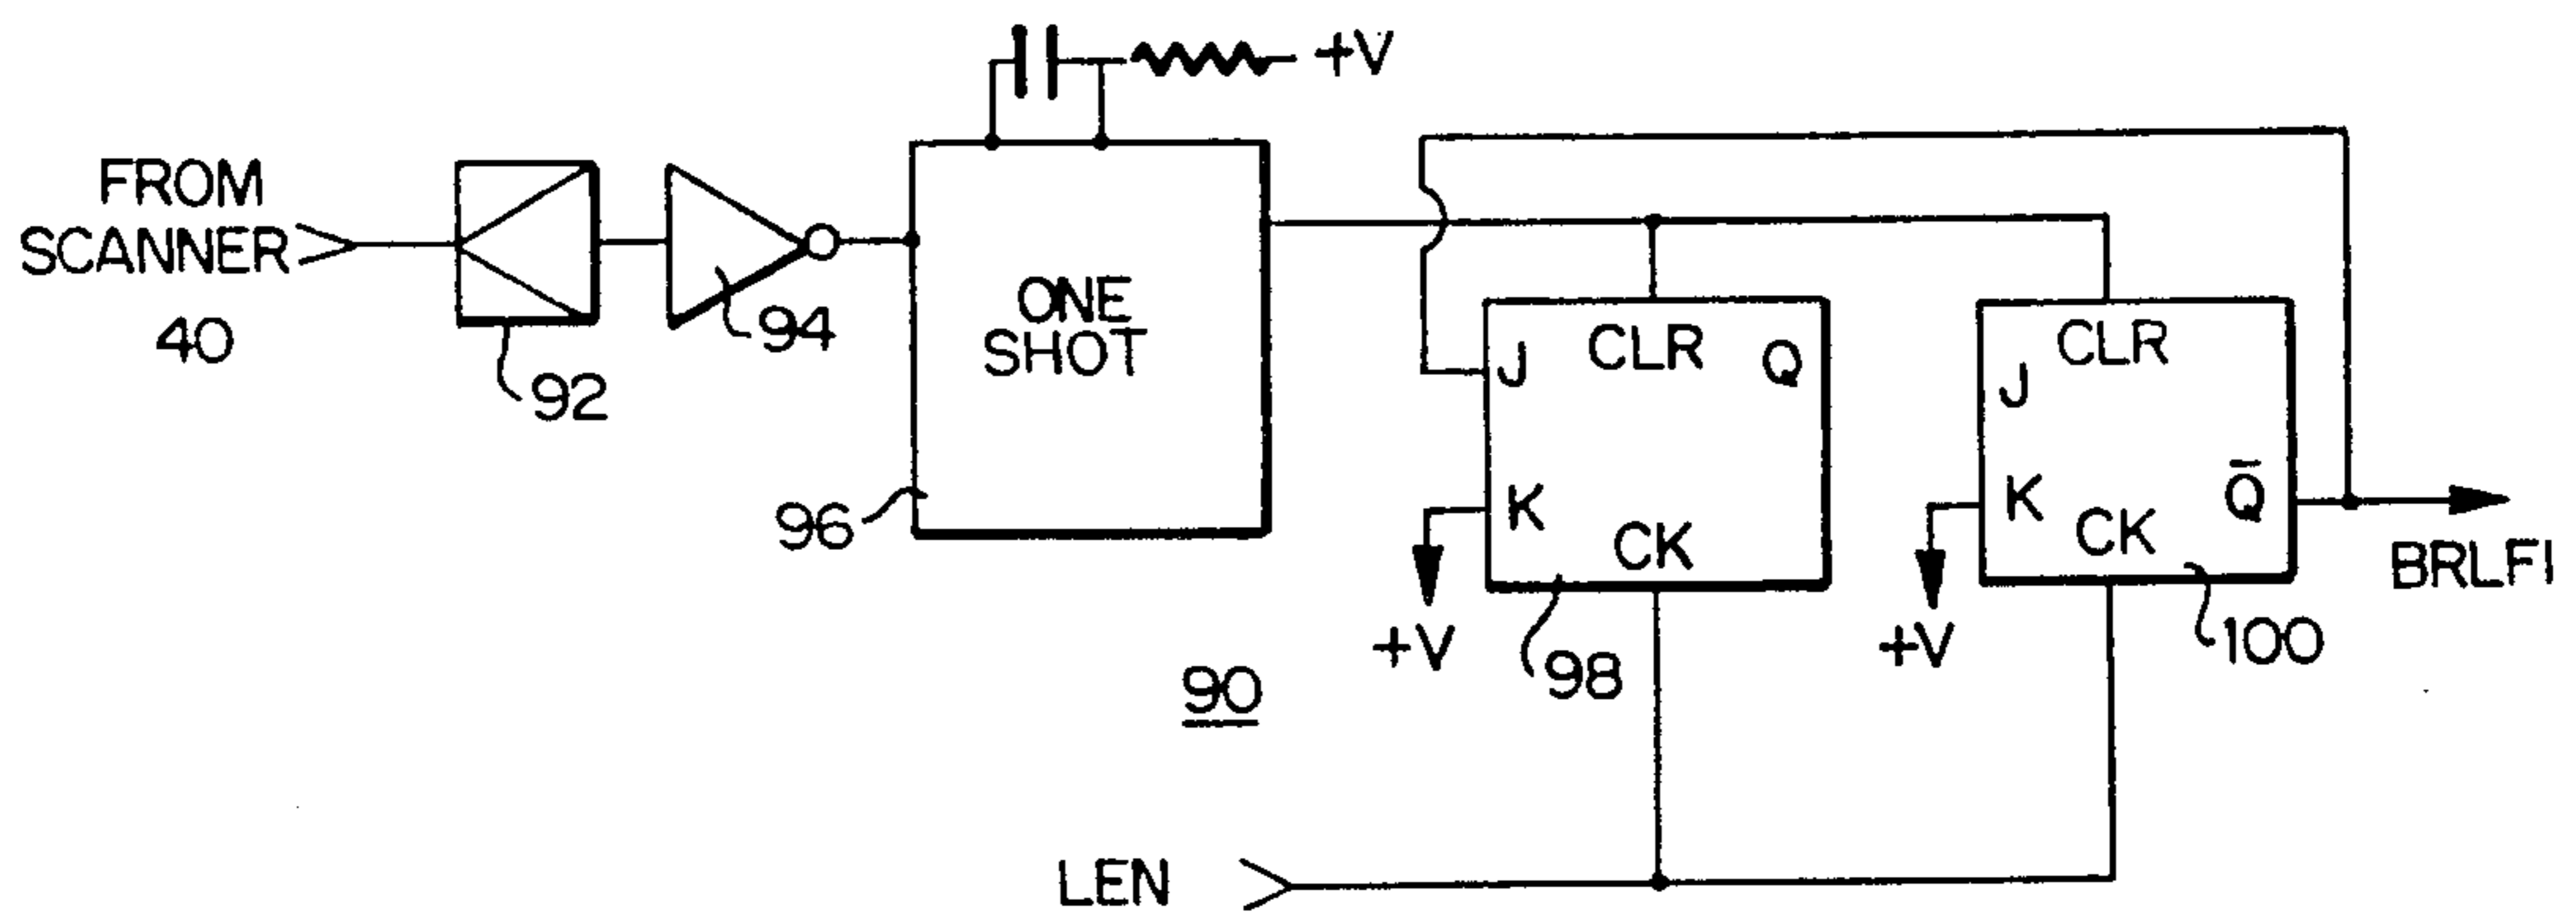 +V
FROM
SCANNER
40
92
94
ONE
SHOT
96
J
CLR
Q
K
CK
+V
98
J
CLR
K
CK
Q̅
+V
100
BRLFI
90
LEN